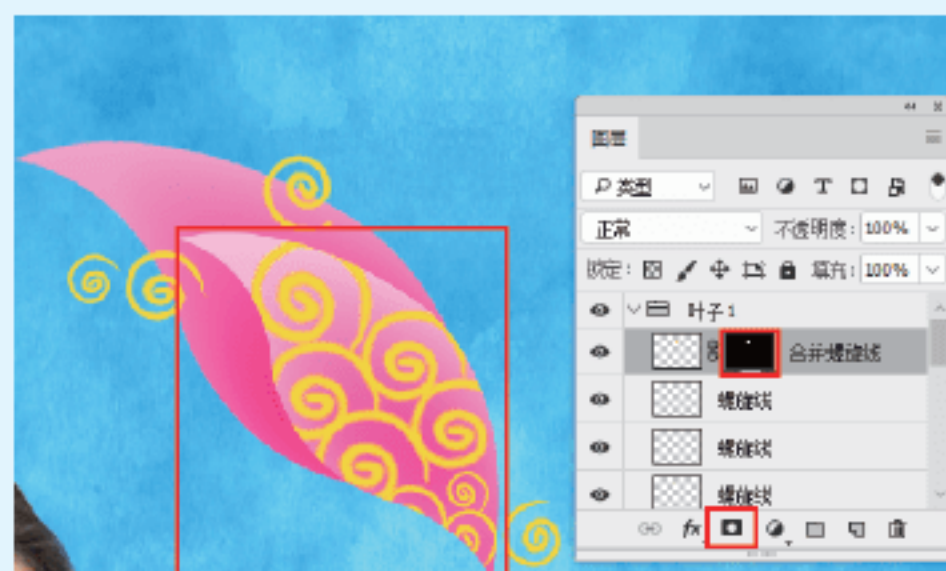 图层
类型
T
正常
不透明度: 100%
锁定: 填充: 100%
叶子 1
合并螺旋线
螺旋线
螺旋线
螺旋线
fx